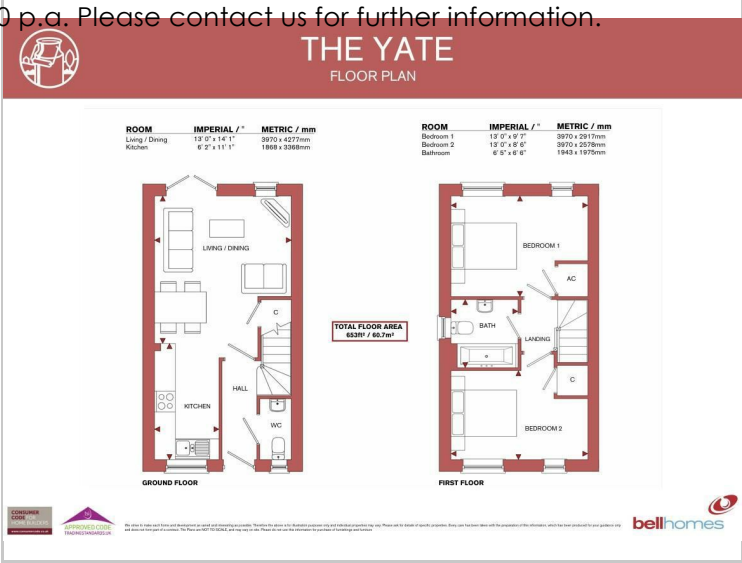 0 p.a. Please contact us for further information.
THE YATE
FLOOR PLAN
ROOM IMPERIAL / " METRIC / mm
Living / Dining 13' 0" x 14' 1" 3970 x 4277mm
Kitchen 6' 2" x 11' 1" 1868 x 3368mm
ROOM IMPERIAL / " METRIC / mm
Bedroom 1 13' 0" x 9' 7" 3970 x 2917mm
Bedroom 2 13' 0" x 8' 6" 3970 x 2578mm
Bathroom 6' 5" x 6' 6" 1943 x 1975mm
LIVING / DINING
C
HALL
KITCHEN
WC
GROUND FLOOR
TOTAL FLOOR AREA
653ft² / 60.7m²
BEDROOM 1
AC
BATH
LANDING
C
BEDROOM 2
FIRST FLOOR
CONSUMER
CODE FOR
HOME BUILDERS
APPROVED CODE
TRADINGSTANDARDS.UK
bellhomes